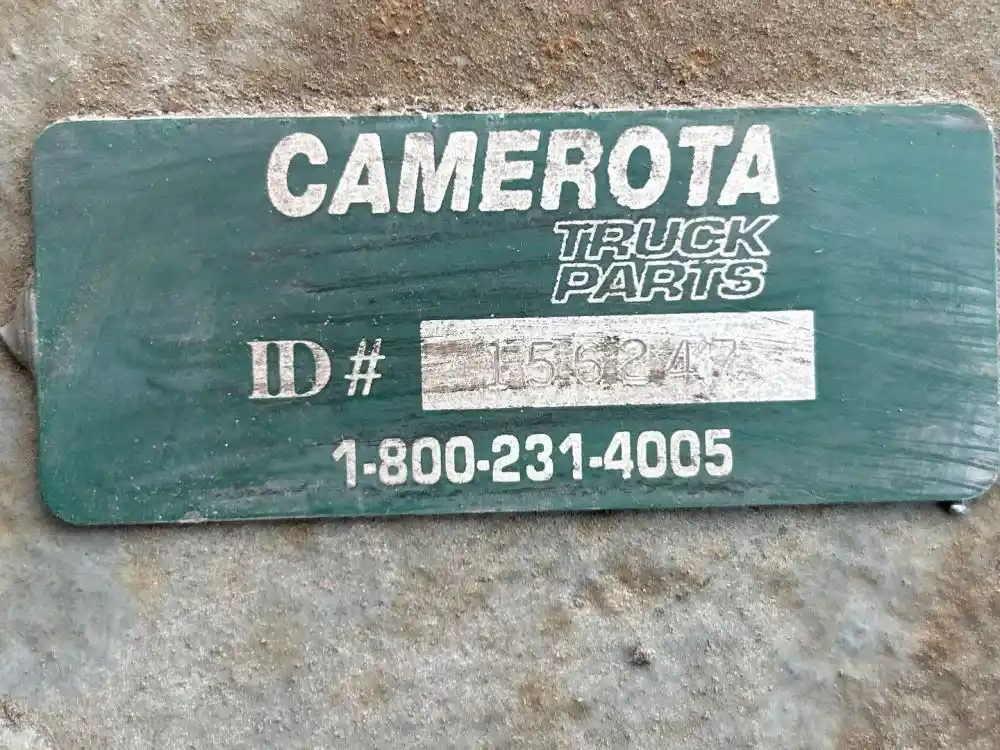 CAMEROTA
TRUCK
PARTS
ID # 156247
1-800-231-4005